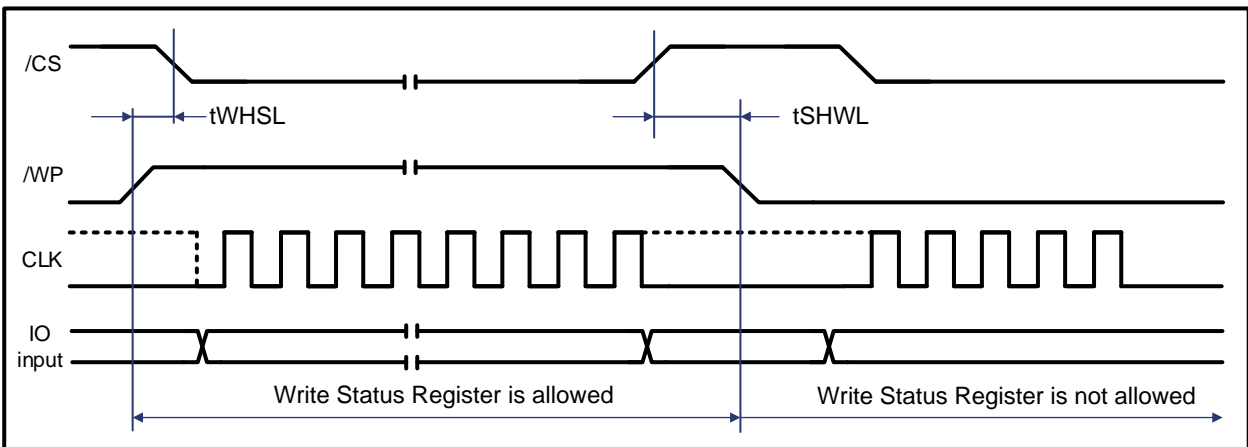 /CS
tWHSL
tSHWL
/WP
CLK
IO
input
Write Status Register is allowed
Write Status Register is not allowed